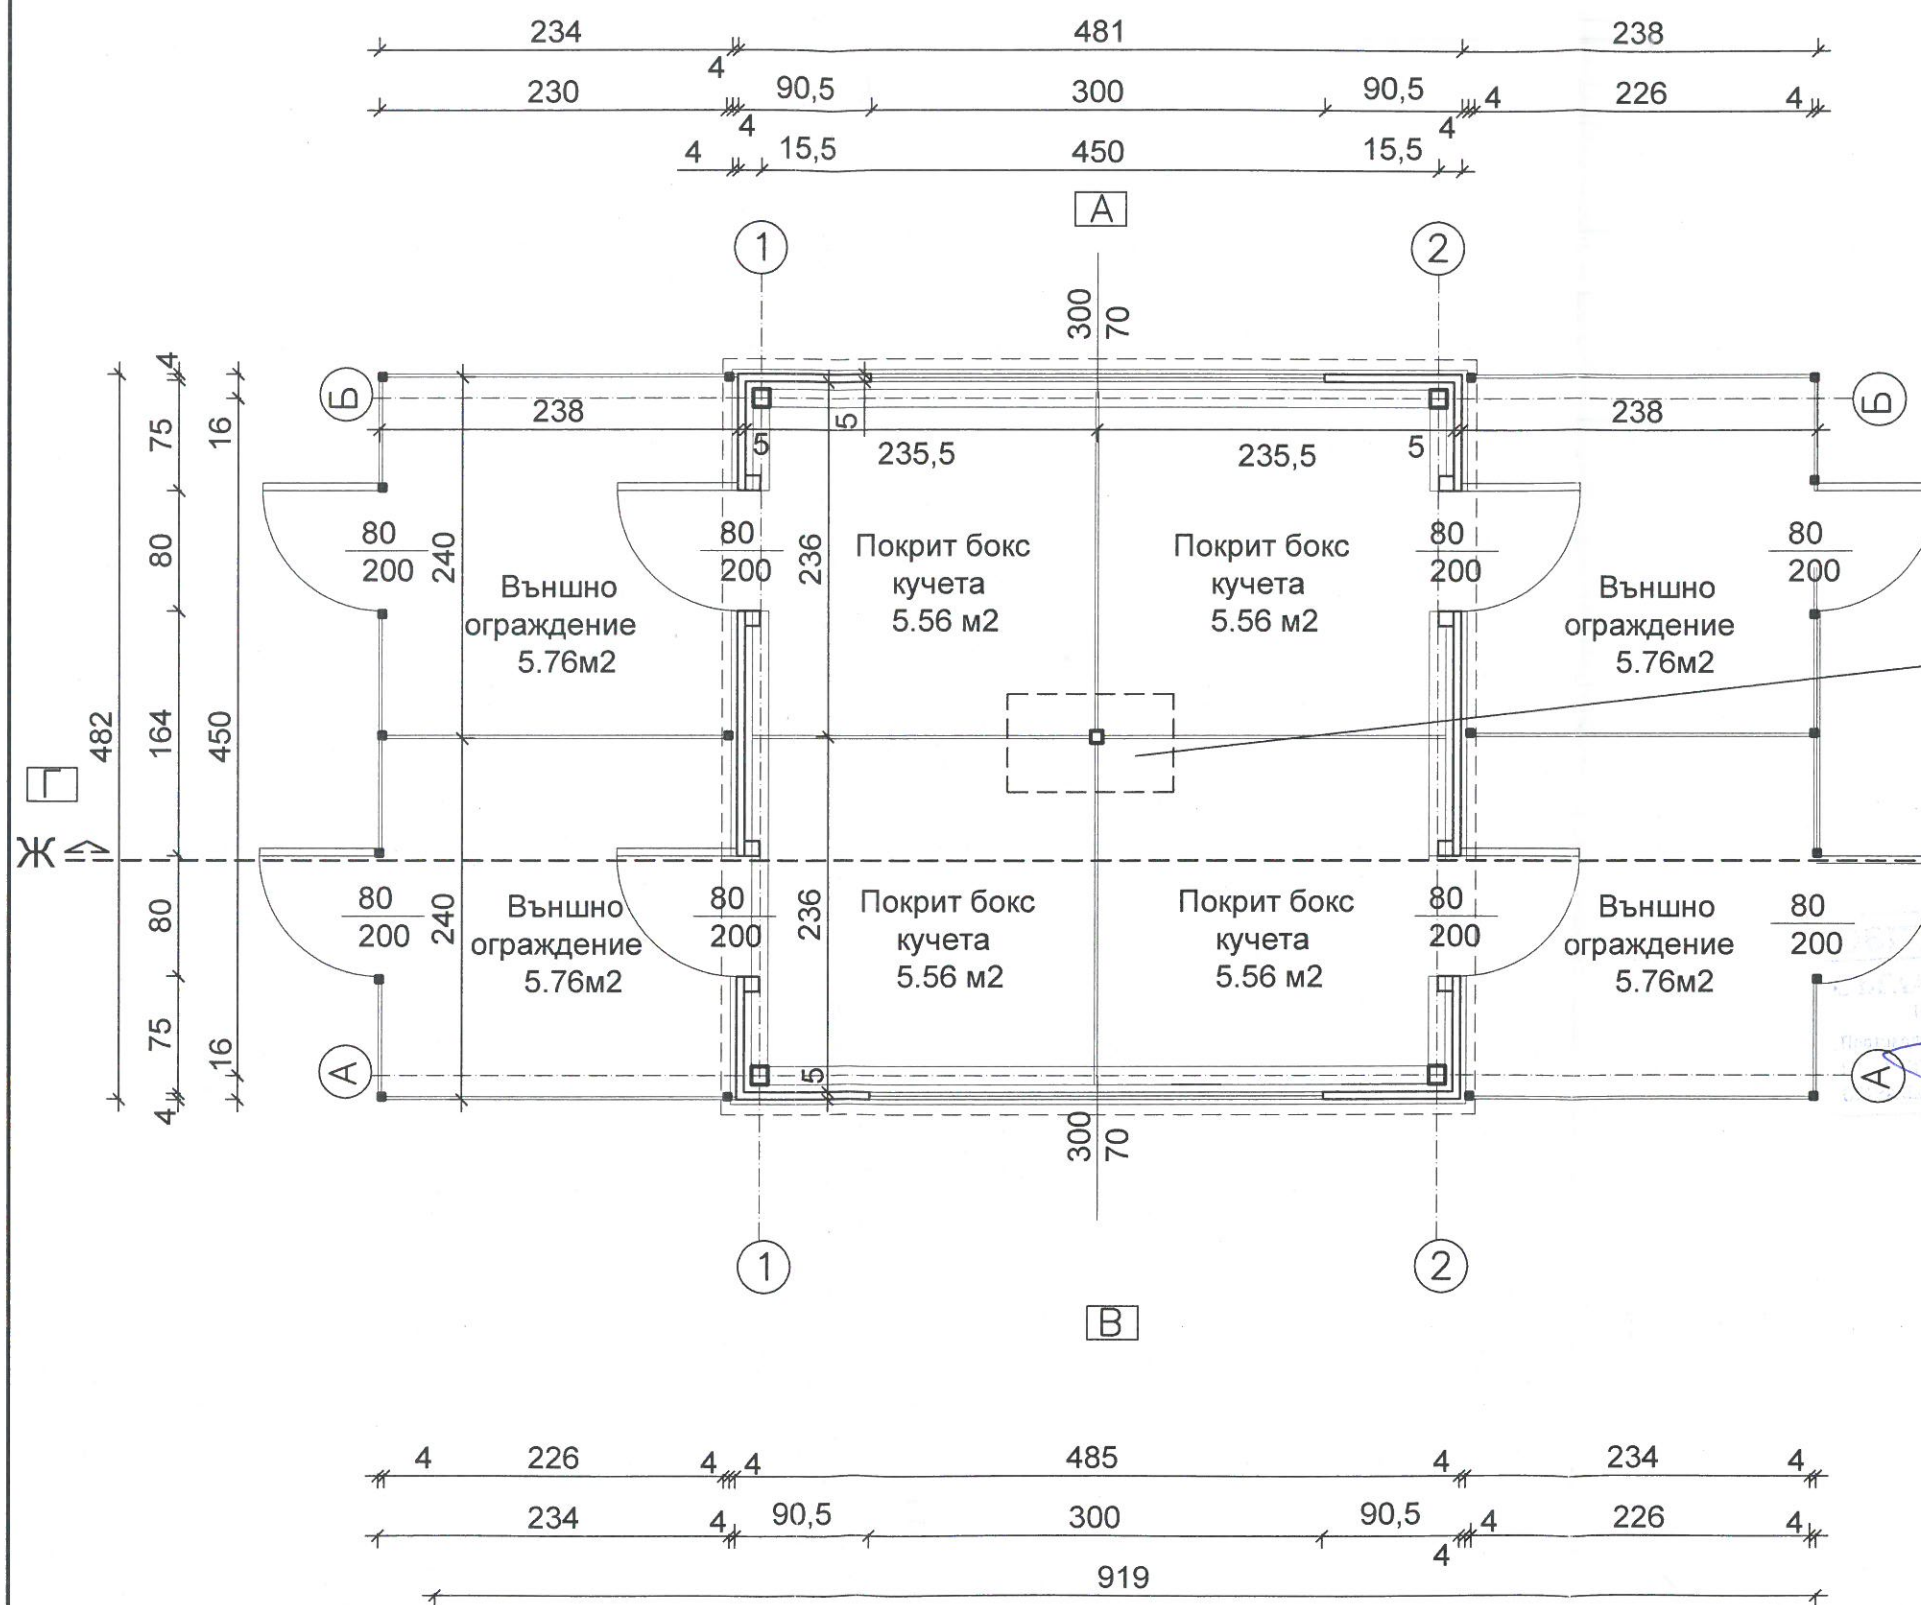 234 481 238
4
230 90,5 300 90,5 4 226 4
4 4
4 15,5 450 15,5
А
1 2
300
70
4
Б Б
75 16 238 5 5 235,5 235,5 5 238
80
200
80
200
80
200
80
200
80 240 236
Покрит бокс
кучета
5.56 м2
Покрит бокс
кучета
5.56 м2
Външно
ограждение
5.76м2
Външно
ограждение
5.76м2
482 164 450
Г
Ж
80
200
80
200
80
200
80
200
80 240 236
Външно
ограждение
5.76м2
Покрит бокс
кучета
5.56 м2
Покрит бокс
кучета
5.56 м2
Външно
ограждение
5.76м2
75 16
А 5 А
4
300
70
1 2
В
4 226 4 4 485 4 234 4
234 4 90,5 300 90,5 4 226 4
4
919